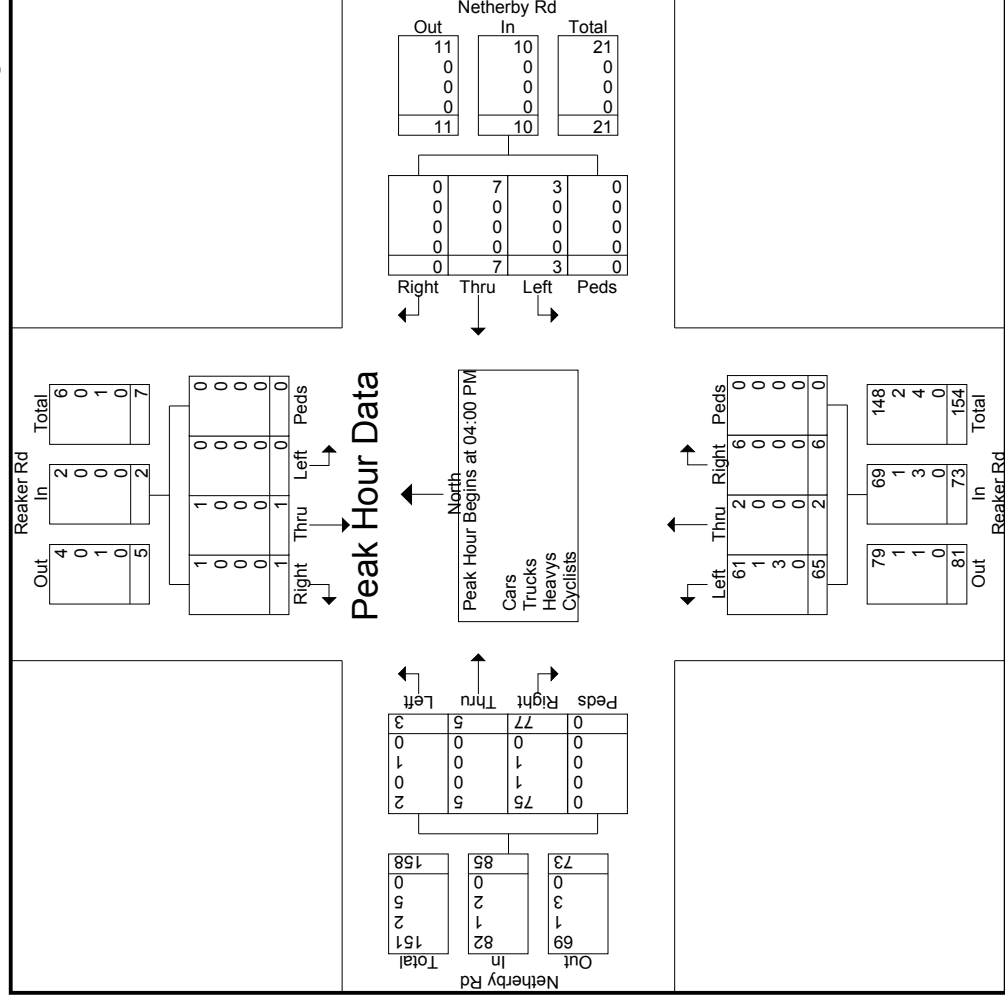 Netherby Rd
Out In Total
11 10 21
0 0 0
0 0 0
0 0 0
11 10 21
0 7 3 0
0 0 0 0
0 0 0 0
0 0 0 0
0 7 3 0
Right Thru Left Peds
Reaker Rd
Out In Total
4 2 6
0 0 0
1 0 1
0 0 0
5 2 7
1 1 0 0
0 0 0 0
0 0 0 0
0 0 0 0
1 1 0 0
Right Thru Left Peds
Peak Hour Data
North
Peak Hour Begins at 04:00 PM
Cars
Trucks
Heavys
Cyclists
Left Thru Right Peds
61 2 6 0
1 0 0 0
3 0 0 0
0 0 0 0
65 2 6 0
79 69 148
1 1 2
1 3 4
0 0 0
81 73 154
Out In Total
Reaker Rd
Left Thru Right Peds
3 5 77 0
0 0 0 0
1 0 1 0
0 0 1 0
2 5 75 0
158 85 73
0 0 0
5 2 3
2 1 1
151 82 69
Total In Out
Netherby Rd